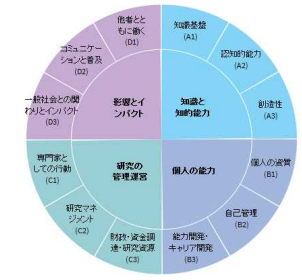 他者とと
もに働く
(D1)
知識基盤
(A1)
コミュニケー
ションと普及
(D2)
認知的能力
(A2)
一般社会との関
わりとインパクト
(D3)
創造性
(A3)
影響とイ
ンパクト
知識と
知的能力
研究の
管理運営
個人の能力
専門家と
しての行動
(C1)
個人の資質
(B1)
研究マネ
ジメント
(C2)
自己管理
(B2)
財政・資金調
達・研究資源
(C3)
能力開発・
キャリア開発
(B3)